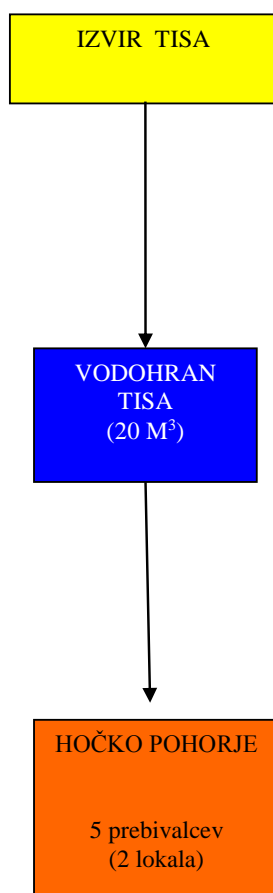 IZVIR TISA
VODOHRAN
TISA
(20 M³)
HOČKO POHORJE
5 prebivalcev
(2 lokala)